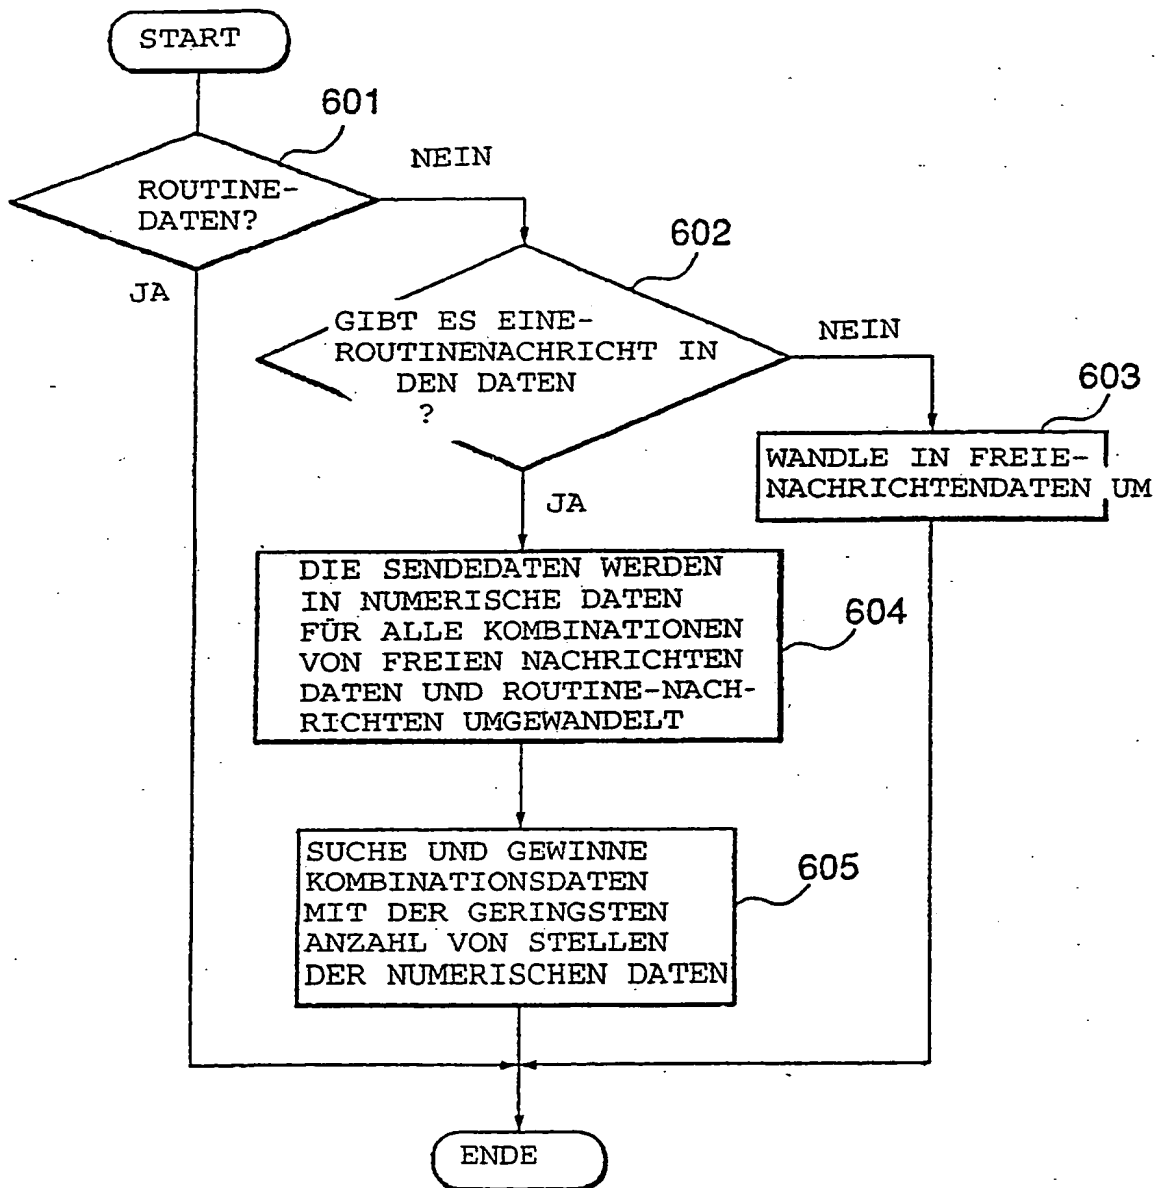 START
601
ROUTINE-
DATEN?
NEIN
JA
602
GIBT ES EINE-
ROUTINENACHRICHT IN
DEN DATEN
?
NEIN
603
WANDLE IN FREIE-
NACHRICHTENDATEN UM
JA
DIE SENDEDATEN WERDEN
IN NUMERISCHE DATEN
FÜR ALLE KOMBINATIONEN
VON FREIEN NACHRICHTEN
DATEN UND ROUTINE-NACH-
RICHTEN UMGEWANDELT
604
SUCHE UND GEWINNE
KOMBINATIONSDATEN
MIT DER GERINGSTEN
ANZAHL VON STELLEN
DER NUMERISCHEN DATEN
605
ENDE